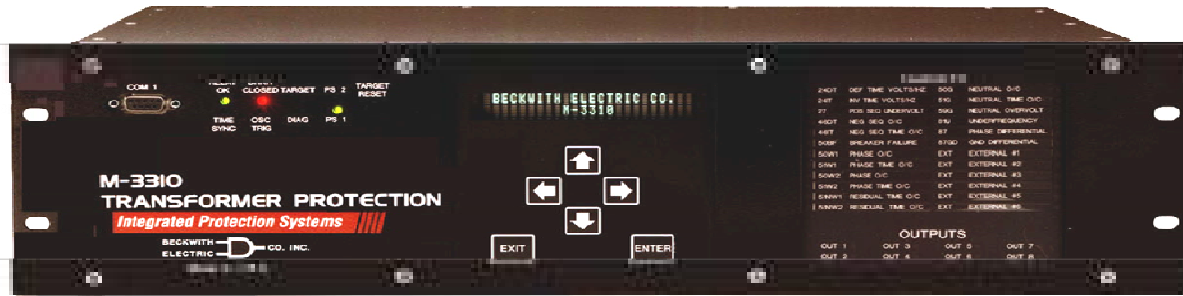 COM 1
OK CLOSED TARGET PS 2 TARGET RESET
TIME SYNC OSC TRIG DIAG PS 1
BECKWITH ELECTRIC CO.
M-3310
M-3310
TRANSFORMER PROTECTION
Integrated Protection Systems
BECKWITH ELECTRIC CO. INC.
EXIT
ENTER
24DT DEF TIME VOLTS/HZ 50G NEUTRAL O/C
24IT INV TIME VOLTS/HZ 51G NEUTRAL TIME O/C
27 POS SEQ UNDERVOLT 59G NEUTRAL OVERVOLT
46DT NEG SEQ O/C 81U UNDERFREQUENCY
46IT NEG SEQ TIME O/C 87 PHASE DIFFERENTIAL
50BF BREAKER FAILURE 87GD GND DIFFERENTIAL
50W1 PHASE O/C EXT EXTERNAL #1
51W1 PHASE TIME O/C EXT EXTERNAL #2
50W2 PHASE O/C EXT EXTERNAL #3
51W2 PHASE TIME O/C EXT EXTERNAL #4
51NW1 RESIDUAL TIME O/C EXT EXTERNAL #5
51NW2 RESIDUAL TIME O/C EXT EXTERNAL #6
OUTPUTS
OUT 1 OUT 3 OUT 5 OUT 7
OUT 2 OUT 4 OUT 6 OUT 8